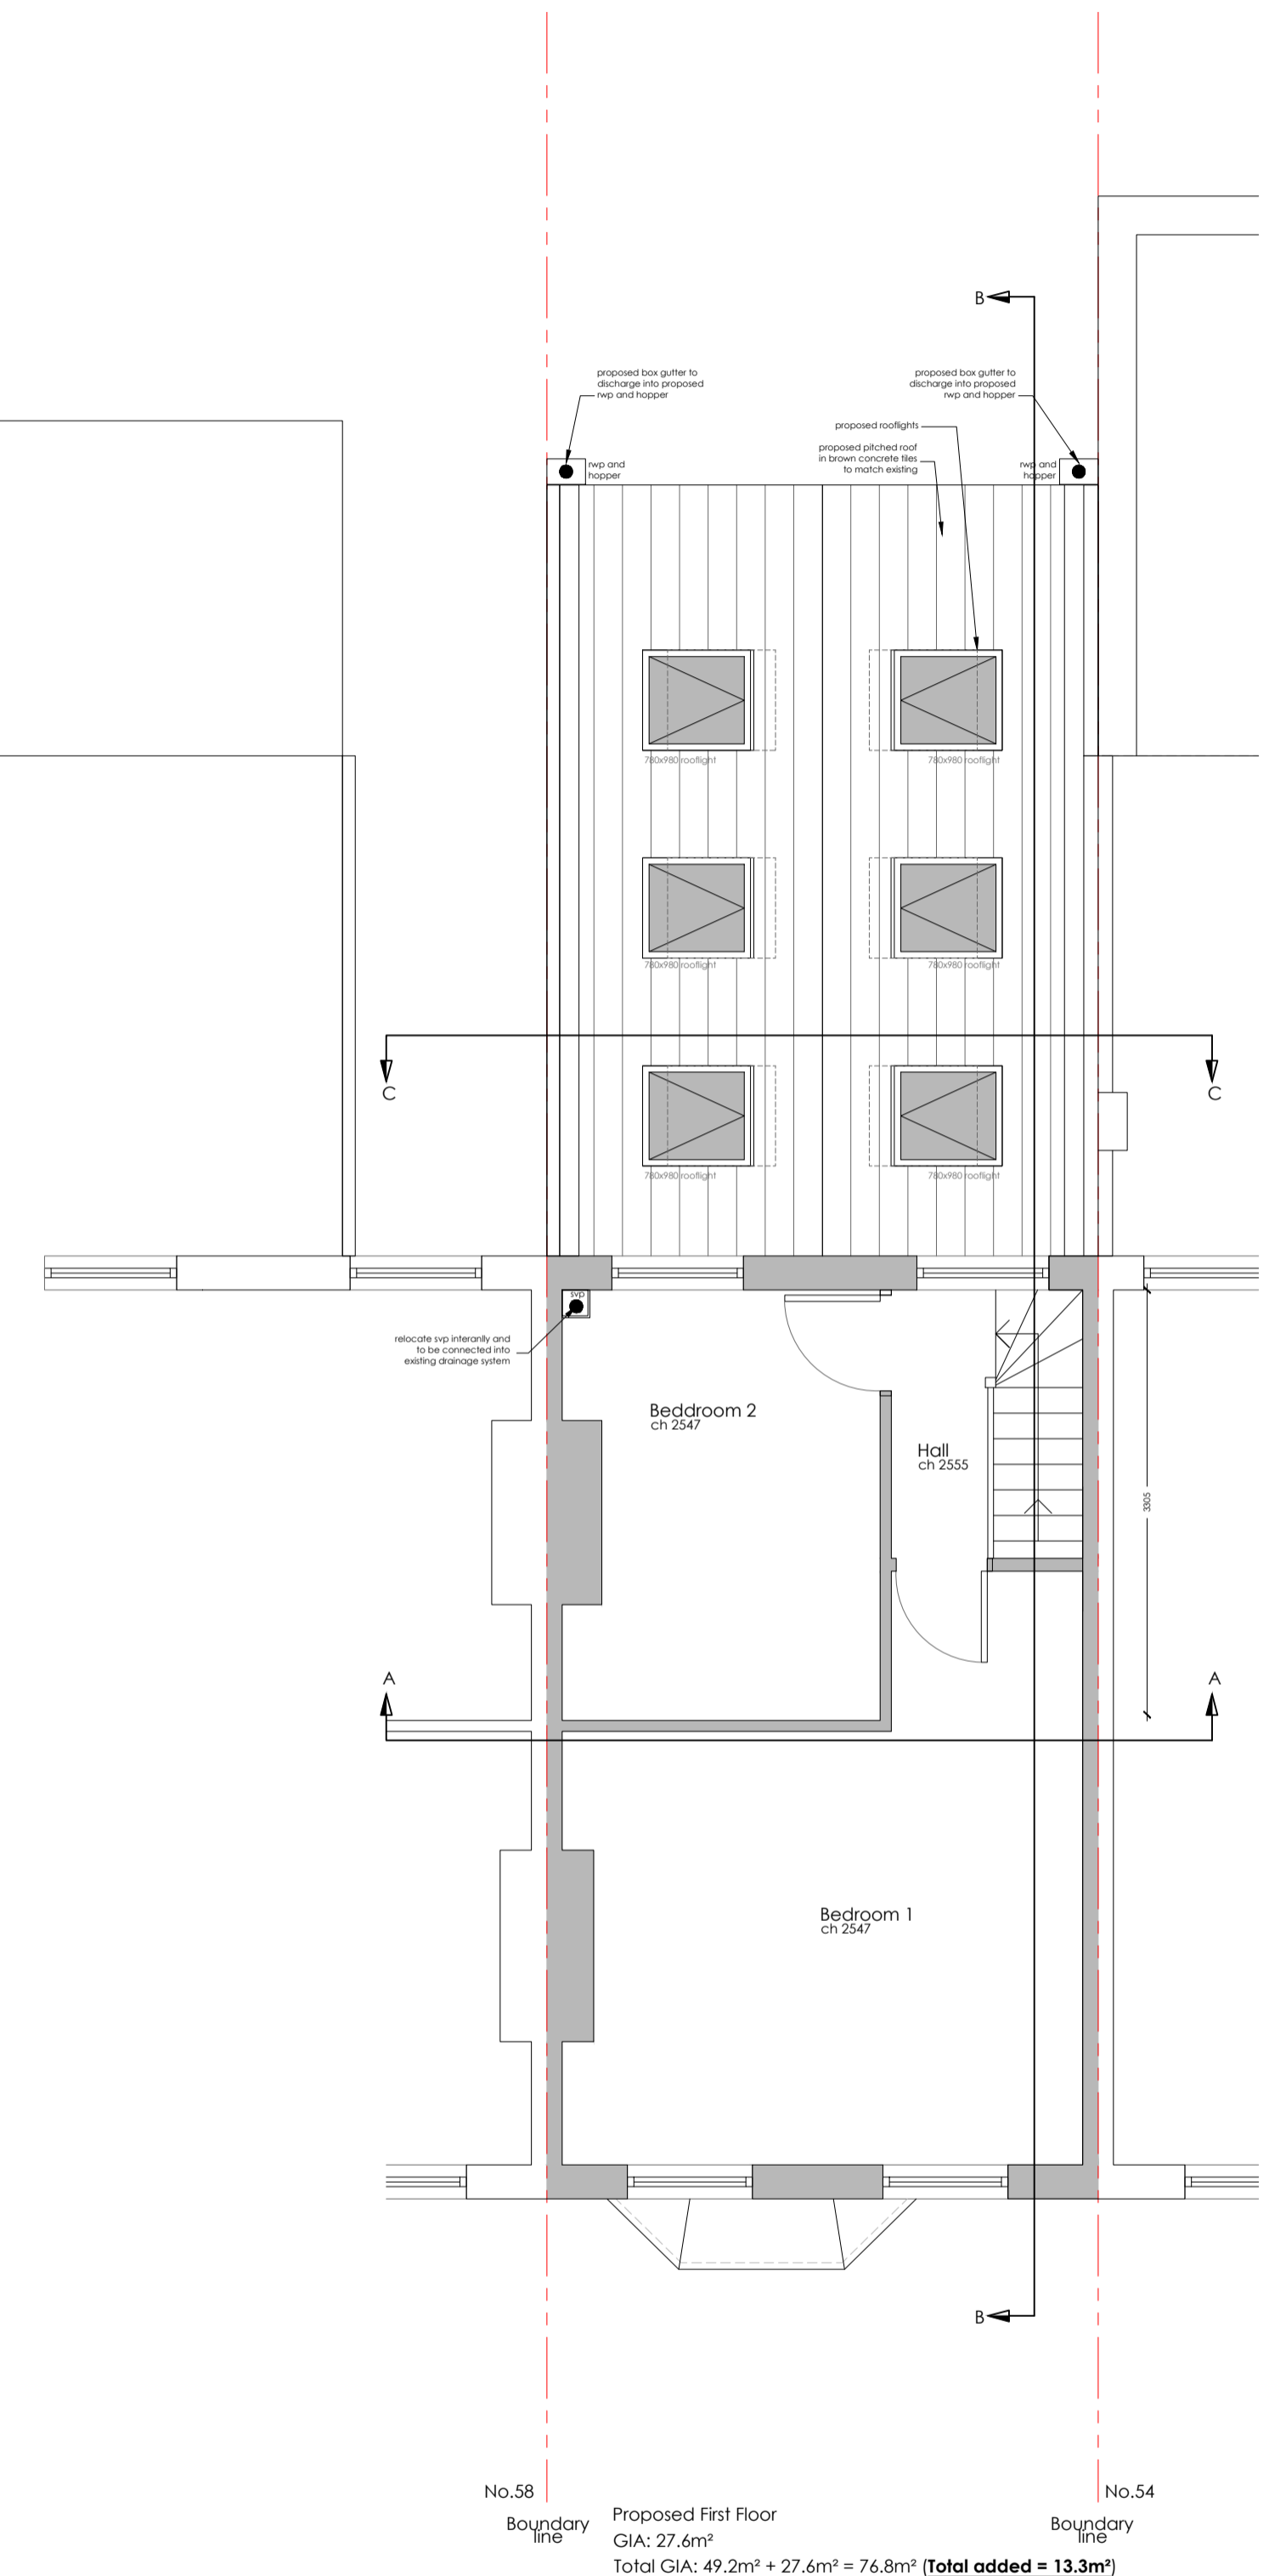 B
proposed box gutter to
discharge into proposed
rwp and hopper
proposed box gutter to
discharge into proposed
rwp and hopper
proposed rooflights
proposed pitched roof
in brown concrete tiles
to match existing
rwp and
hopper
rwp and
hopper
780x980 rooflight
780x980 rooflight
780x980 rooflight
780x980 rooflight
C
C
780x980 rooflight
780x980 rooflight
svp
relocate svp interanlly and
to be connected into
existing drainage system
Beddroom 2
ch 2547
Hall
ch 2555
3305
A
A
Bedroom 1
ch 2547
B
No.58
No.54
Boundary
line
Boundary
line
Proposed First Floor
GIA: 27.6m²
Total GIA: 49.2m² + 27.6m² = 76.8m² (Total added = 13.3m²)